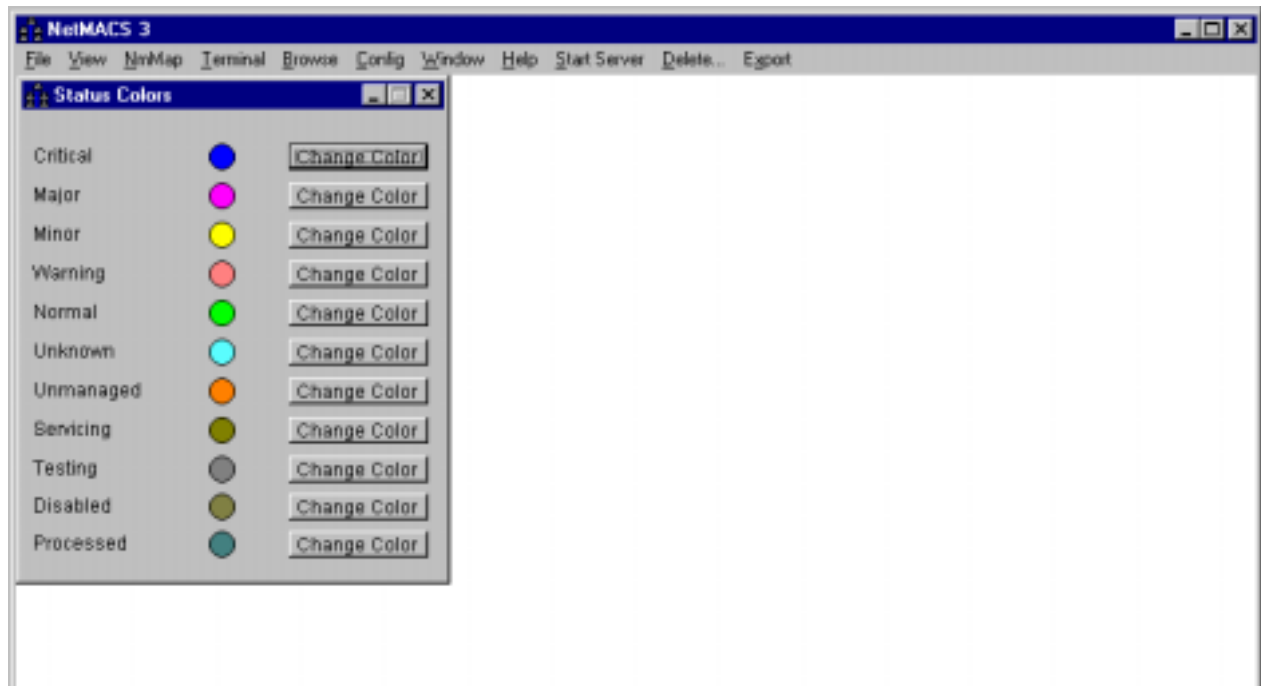 NetMACS 3
File View NmMap Terminal Browse Config Window Help Start Server Delete... Export
Status Colors
Critical Change Color
Major Change Color
Minor Change Color
Warning Change Color
Normal Change Color
Unknown Change Color
Unmanaged Change Color
Servicing Change Color
Testing Change Color
Disabled Change Color
Processed Change Color